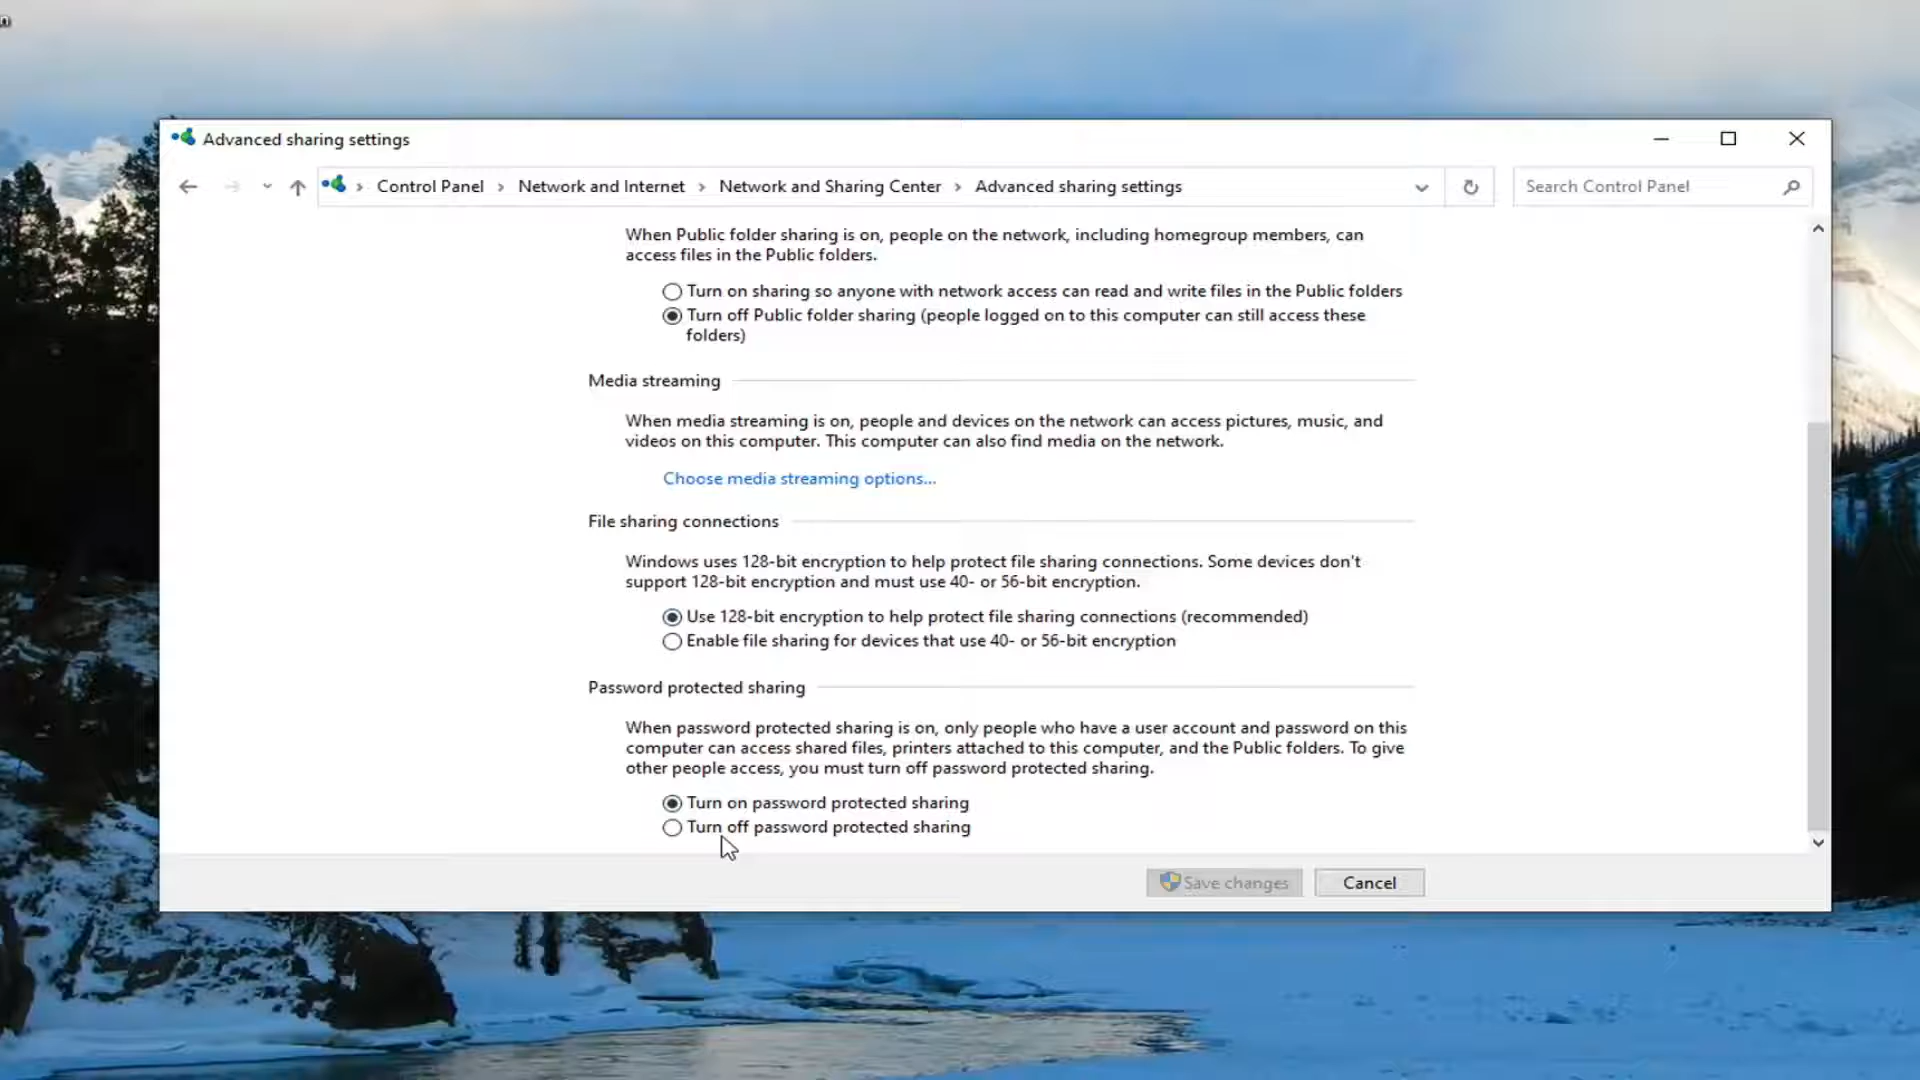 Advanced sharing settings
Control Panel > Network and Internet > Network and Sharing Center > Advanced sharing settings
Search Control Panel
When Public folder sharing is on, people on the network, including homegroup members, can
access files in the Public folders.
Turn on sharing so anyone with network access can read and write files in the Public folders
Turn off Public folder sharing (people logged on to this computer can still access these
folders)
Media streaming
When media streaming is on, people and devices on the network can access pictures, music, and
videos on this computer. This computer can also find media on the network.
Choose media streaming options...
File sharing connections
Windows uses 128-bit encryption to help protect file sharing connections. Some devices don't
support 128-bit encryption and must use 40- or 56-bit encryption.
Use 128-bit encryption to help protect file sharing connections (recommended)
Enable file sharing for devices that use 40- or 56-bit encryption
Password protected sharing
When password protected sharing is on, only people who have a user account and password on this
computer can access shared files, printers attached to this computer, and the Public folders. To give
other people access, you must turn off password protected sharing.
Turn on password protected sharing
Turn off password protected sharing
Save changes
Cancel